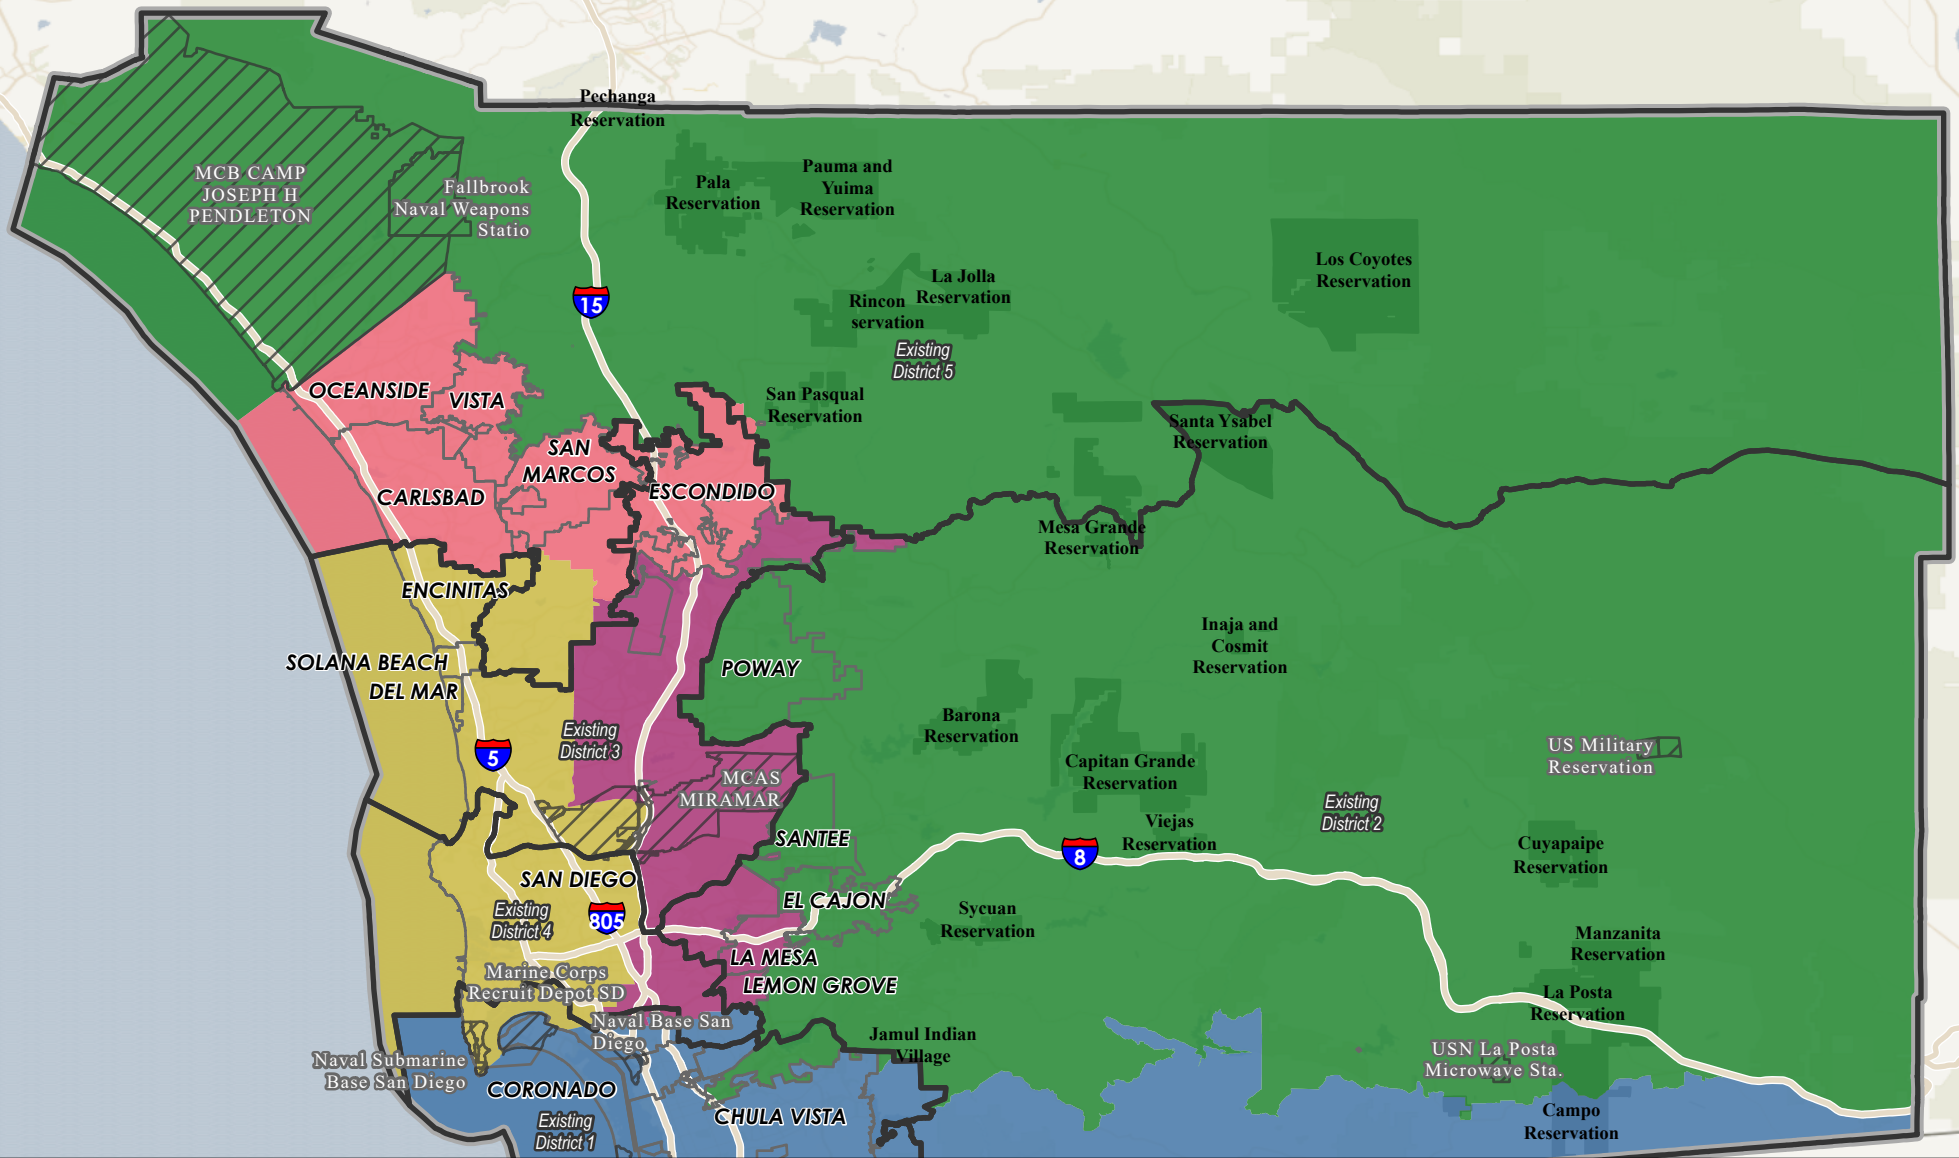 Pechanga
Reservation
MCB CAMP
JOSEPH H
PENDLETON
Fallbrook
Naval Weapons
Statio
Pala
Reservation
Pauma and
Yuima
Reservation
Los Coyotes
Reservation
La Jolla
Reservation
Rincon
servation
15
Existing
District 5
OCEANSIDE
VISTA
San Pasqual
Reservation
Santa Ysabel
Reservation
SAN
MARCOS
CARLSBAD
ESCONDIDO
Mesa Grande
Reservation
ENCINITAS
Inaja and
Cosmit
Reservation
SOLANA BEACH
DEL MAR
POWAY
Barona
Reservation
Existing
District 3
5
MCAS
MIRAMAR
Capitan Grande
Reservation
US Military
Reservation
Existing
District 2
Viejas
Reservation
SANTEE
8
Cuyapaipe
Reservation
SAN DIEGO
EL CAJON
Existing
District 4
805
Sycuan
Reservation
Manzanita
Reservation
LA MESA
LEMON GROVE
Marine Corps
Recruit Depot SD
La Posta
Reservation
Naval Base San
Diego
Jamul Indian
Village
Naval Submarine
Base San Diego
USN La Posta
Microwave Sta.
CORONADO
CHULA VISTA
Existing
District 1
Campo
Reservation